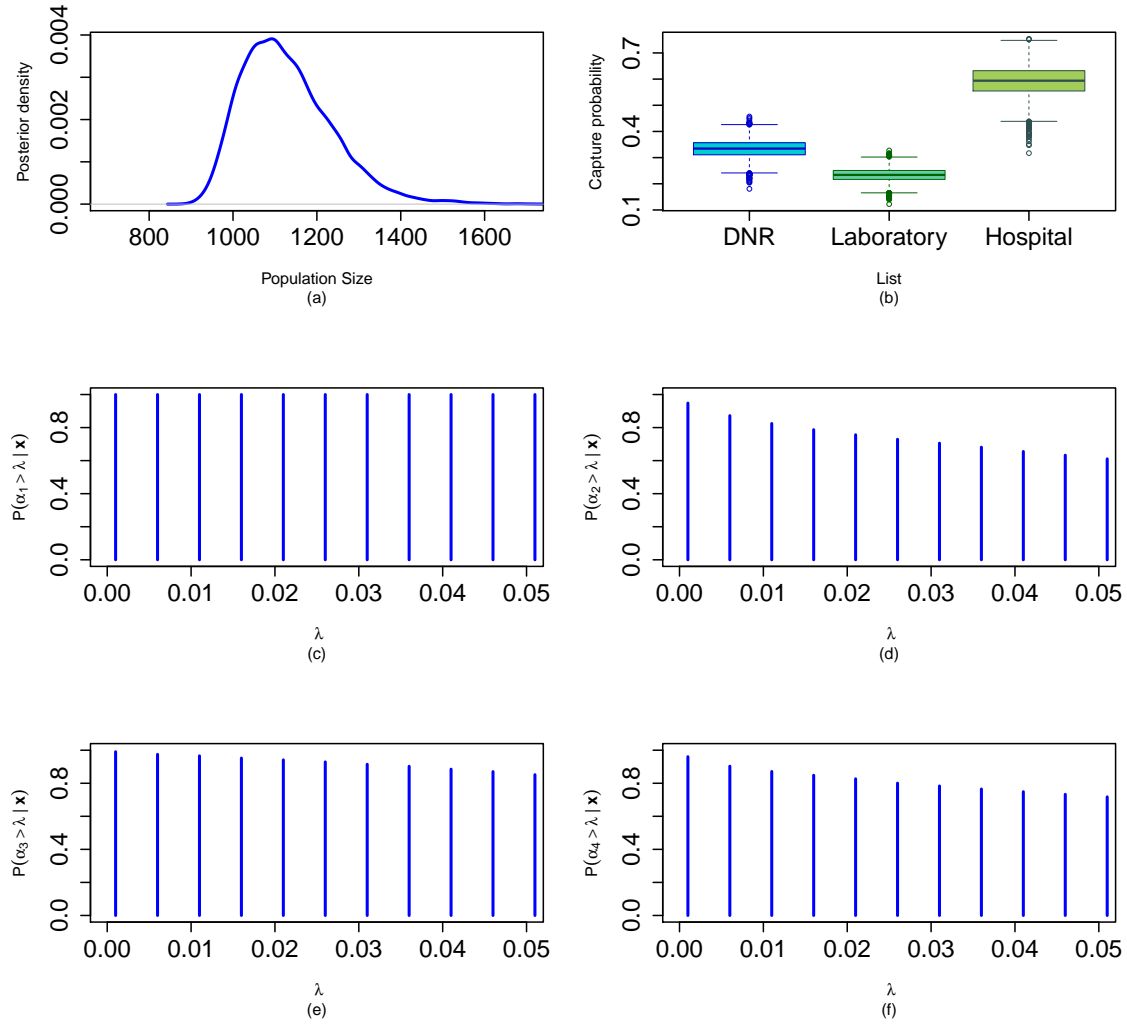 Posterior density
0.000 0.002 0.004
800 1000 1200 1400 1600
Population Size
(a)
Capture probability
0.1 0.4 0.7
DNR Laboratory Hospital
List
(b)
P(α₁ > λ | x)
0.0 0.4 0.8
0.00 0.01 0.02 0.03 0.04 0.05
λ
(c)
P(α₂ > λ | x)
0.0 0.4 0.8
0.00 0.01 0.02 0.03 0.04 0.05
λ
(d)
P(α₃ > λ | x)
0.0 0.4 0.8
0.00 0.01 0.02 0.03 0.04 0.05
λ
(e)
P(α₄ > λ | x)
0.0 0.4 0.8
0.00 0.01 0.02 0.03 0.04 0.05
λ
(f)